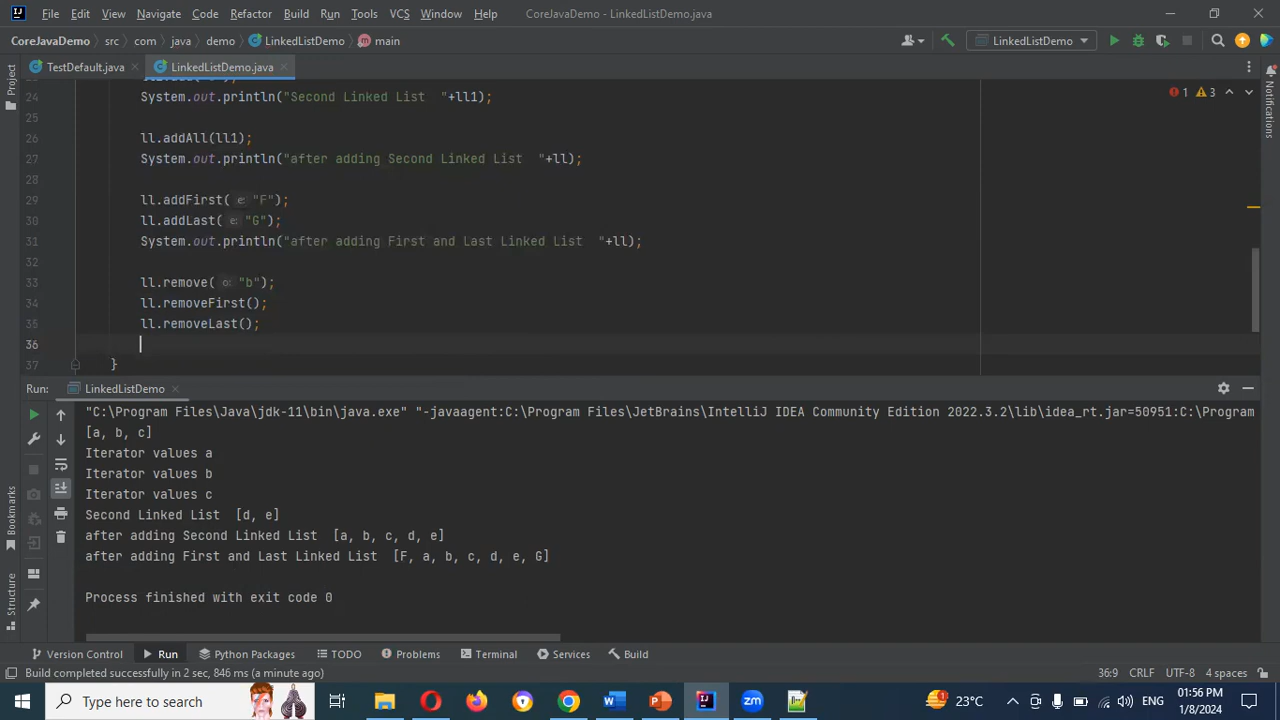 File Edit View Navigate Code Refactor Build Run Tools VCS Window Help CoreJavaDemo - LinkedListDemo.java
CoreJavaDemo src com java demo LinkedListDemo main LinkedListDemo
TestDefault.java LinkedListDemo.java
Project
Notifications
1 3
24 System.out.println("Second Linked List  "+ll1);
25
26 ll.addAll(ll1);
27 System.out.println("after adding Second Linked List  "+ll);
28
29 ll.addFirst( e: "F");
30 ll.addLast( e: "G");
31 System.out.println("after adding First and Last Linked List  "+ll);
32
33 ll.remove( o: "b");
34 ll.removeFirst();
35 ll.removeLast();
36
37 }
Run: LinkedListDemo
"C:\Program Files\Java\jdk-11\bin\java.exe" "-javaagent:C:\Program Files\JetBrains\IntelliJ IDEA Community Edition 2022.3.2\lib\idea_rt.jar=50951:C:\Program
[a, b, c]
Iterator values a
Iterator values b
Iterator values c
Second Linked List  [d, e]
after adding Second Linked List  [a, b, c, d, e]
after adding First and Last Linked List  [F, a, b, c, d, e, G]
Process finished with exit code 0
Bookmarks
Structure
Version Control Run Python Packages TODO Problems Terminal Services Build
Build completed successfully in 2 sec, 846 ms (a minute ago) 36:9 CRLF UTF-8 4 spaces
Type here to search 1 23°C ENG 01:56 PM
1/8/2024